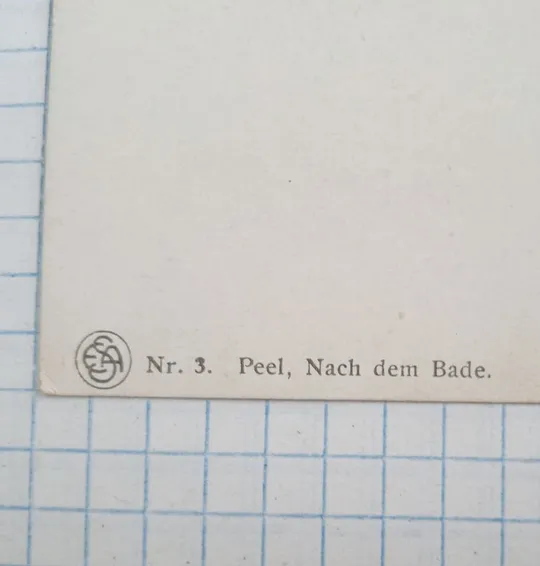 Nr. 3. Peel, Nach dem Bade.